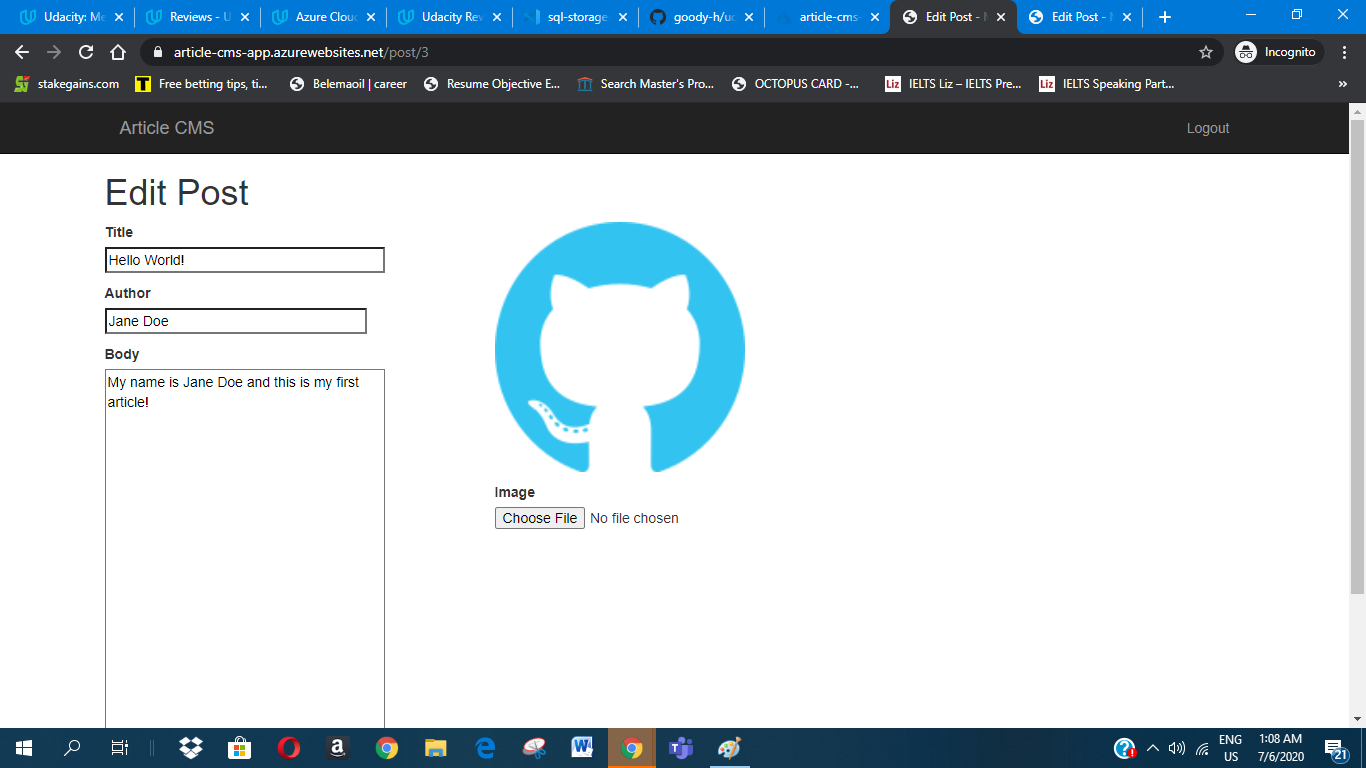 Udacity: Me
Reviews - U
Azure Clou
Udacity Rev
sql-storage
goody-h/uc
article-cms-
Edit Post - M
Edit Post - M
article-cms-app.azurewebsites.net/post/3
Incognito
stakegains.com
Free betting tips, ti...
Belemaoil | career
Resume Objective E...
Search Master's Pro...
OCTOPUS CARD -...
Liz IELTS Liz – IELTS Pre...
Liz IELTS Speaking Part...
»
Article CMS
Logout
Edit Post
Title
Hello World!
Author
Jane Doe
Body
My name is Jane Doe and this is my first
article!
Image
Choose File No file chosen
ENG
US
1:08 AM
7/6/2020
21